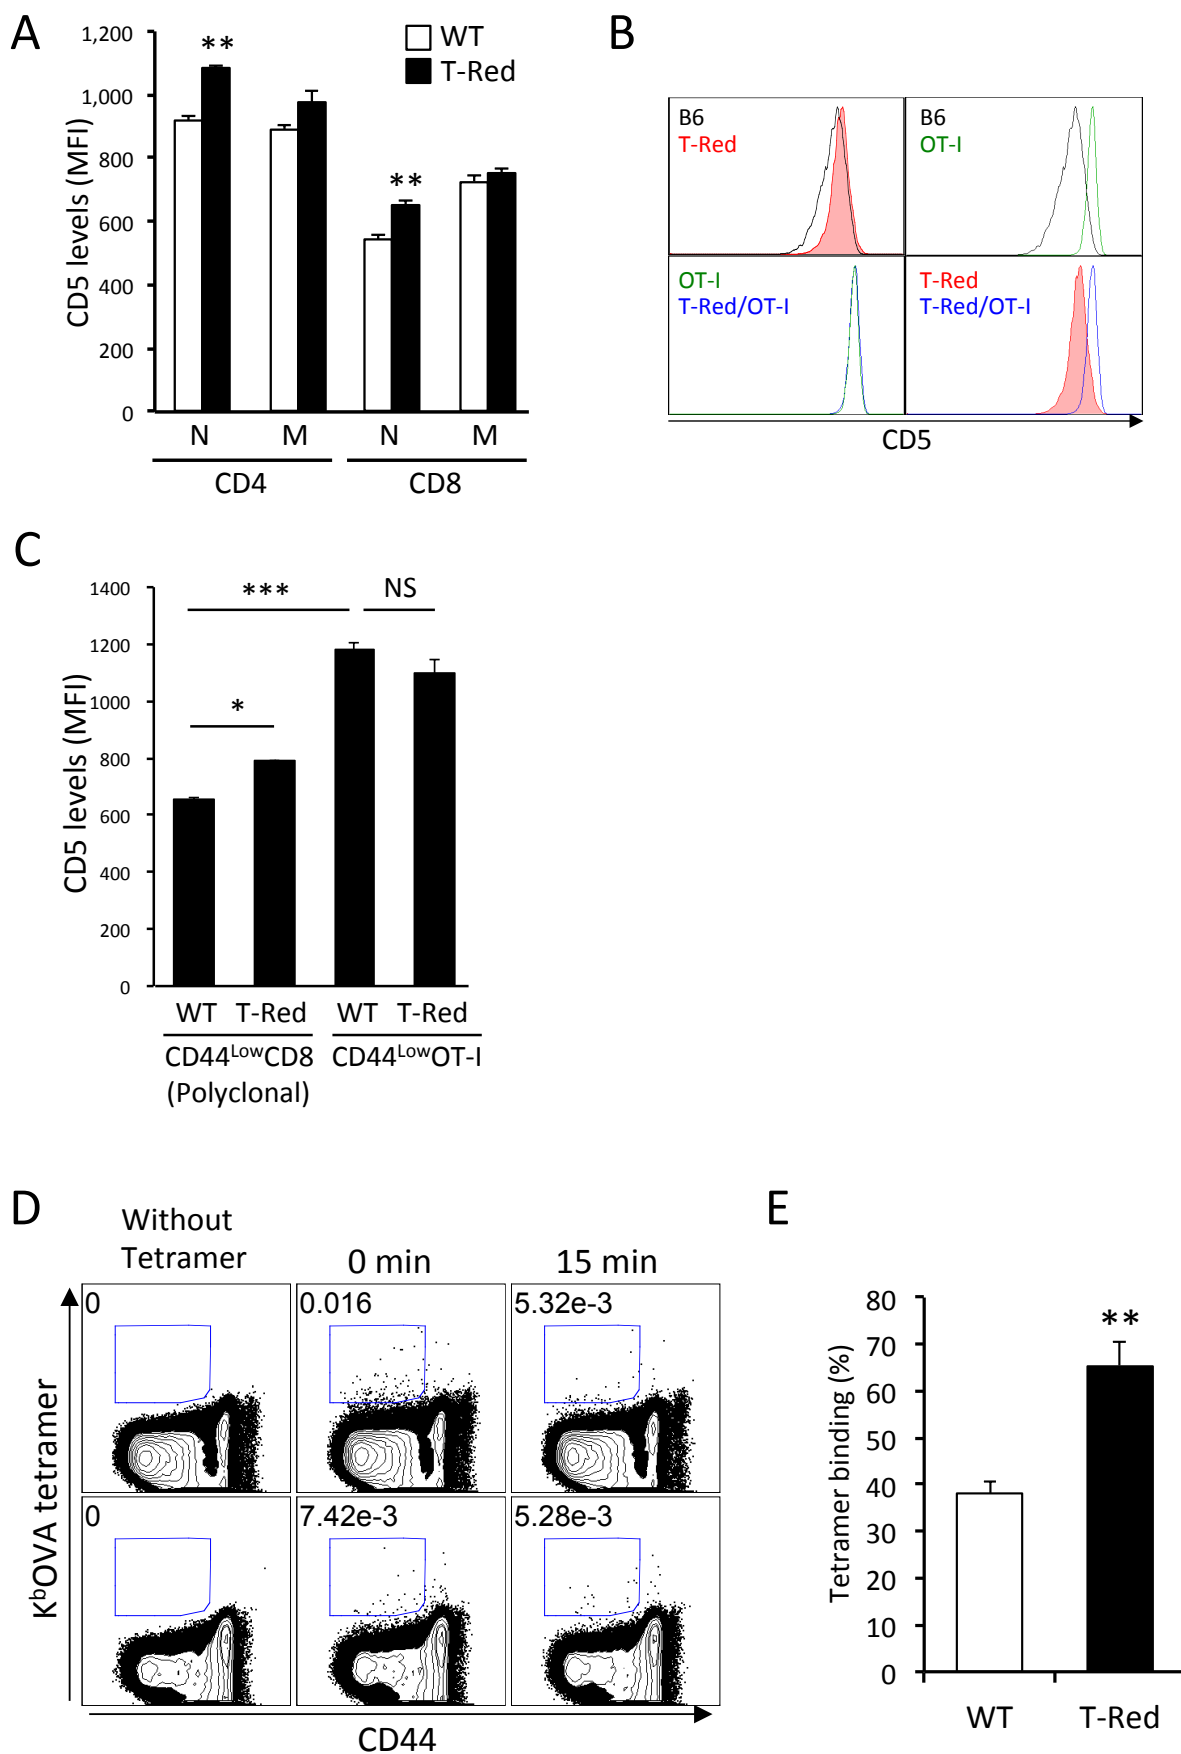 A
1,200
1,000
800
600
400
200
0
CD5 levels (MFI)
WT
T-Red
**
**
N M N M
CD4 CD8
B
B6
T-Red
B6
OT-I
OT-I
T-Red/OT-I
T-Red
T-Red/OT-I
CD5
C
1400
1200
1000
800
600
400
200
0
CD5 levels (MFI)
***
NS
*
WT T-Red WT T-Red
CD44LowCD8 CD44LowOT-I
(Polyclonal)
D
Without
Tetramer
0 min
15 min
0
0.016
5.32e-3
0
7.42e-3
5.28e-3
KbOVA tetramer
CD44
E
80
70
60
50
40
30
20
10
0
Tetramer binding (%)
**
WT T-Red